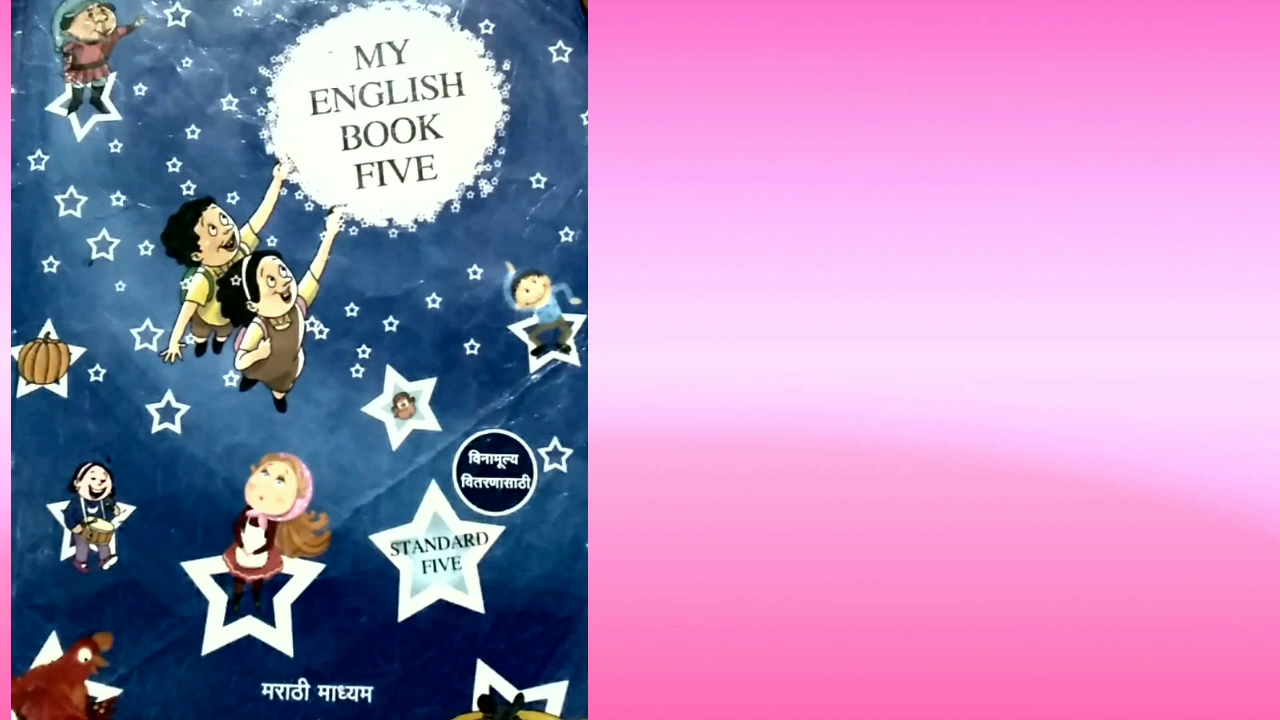 MY
ENGLISH
BOOK
FIVE
विनामूल्य
वितरणासाठी
STANDARD
FIVE
मराठी माध्यम